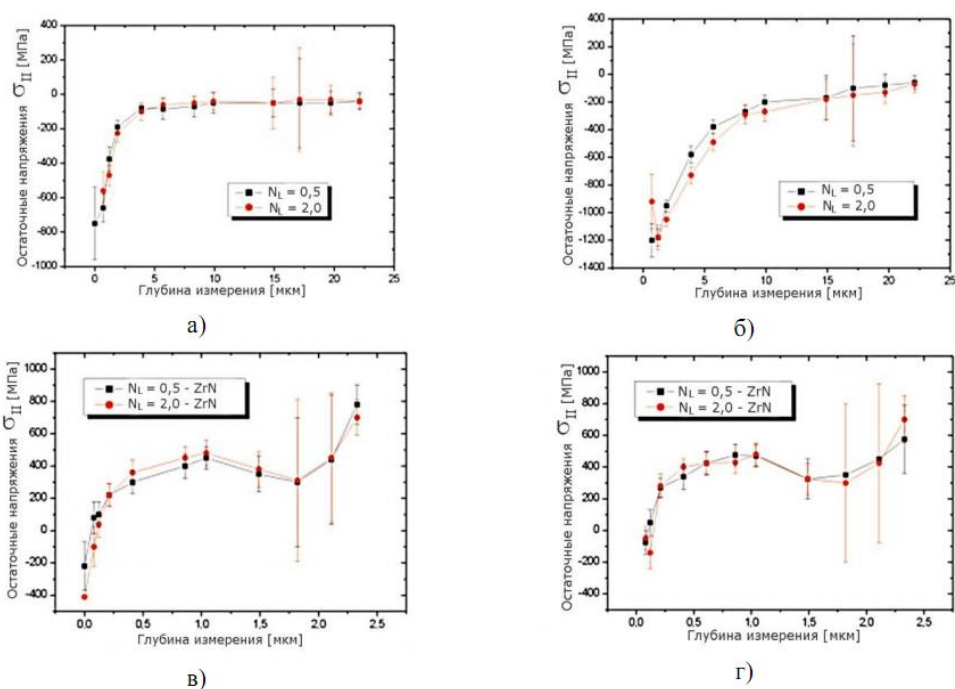 Остаточные напряжения σII [МПа]
400
200
0
-200
-400
-600
-800
-1000
NL = 0,5
NL = 2,0
0 5 10 15 20 25
Глубина измерения [мкм]
а)
Остаточные напряжения σII [МПа]
400
200
0
-200
-400
-600
-800
-1000
-1200
-1400
NL = 0,5
NL = 2,0
0 5 10 15 20 25
Глубина измерения [мкм]
б)
Остаточные напряжения σII [МПа]
1000
800
600
400
200
0
-200
-400
NL = 0,5 - ZrN
NL = 2,0 - ZrN
0,0 0,5 1,0 1,5 2,0 2,5
Глубина измерения [мкм]
в)
Остаточные напряжения σII [МПа]
1000
800
600
400
200
0
-200
-400
NL = 0,5 - ZrN
NL = 2,0 - ZrN
0,0 0,5 1,0 1,5 2,0 2,5
Глубина измерения [мкм]
г)